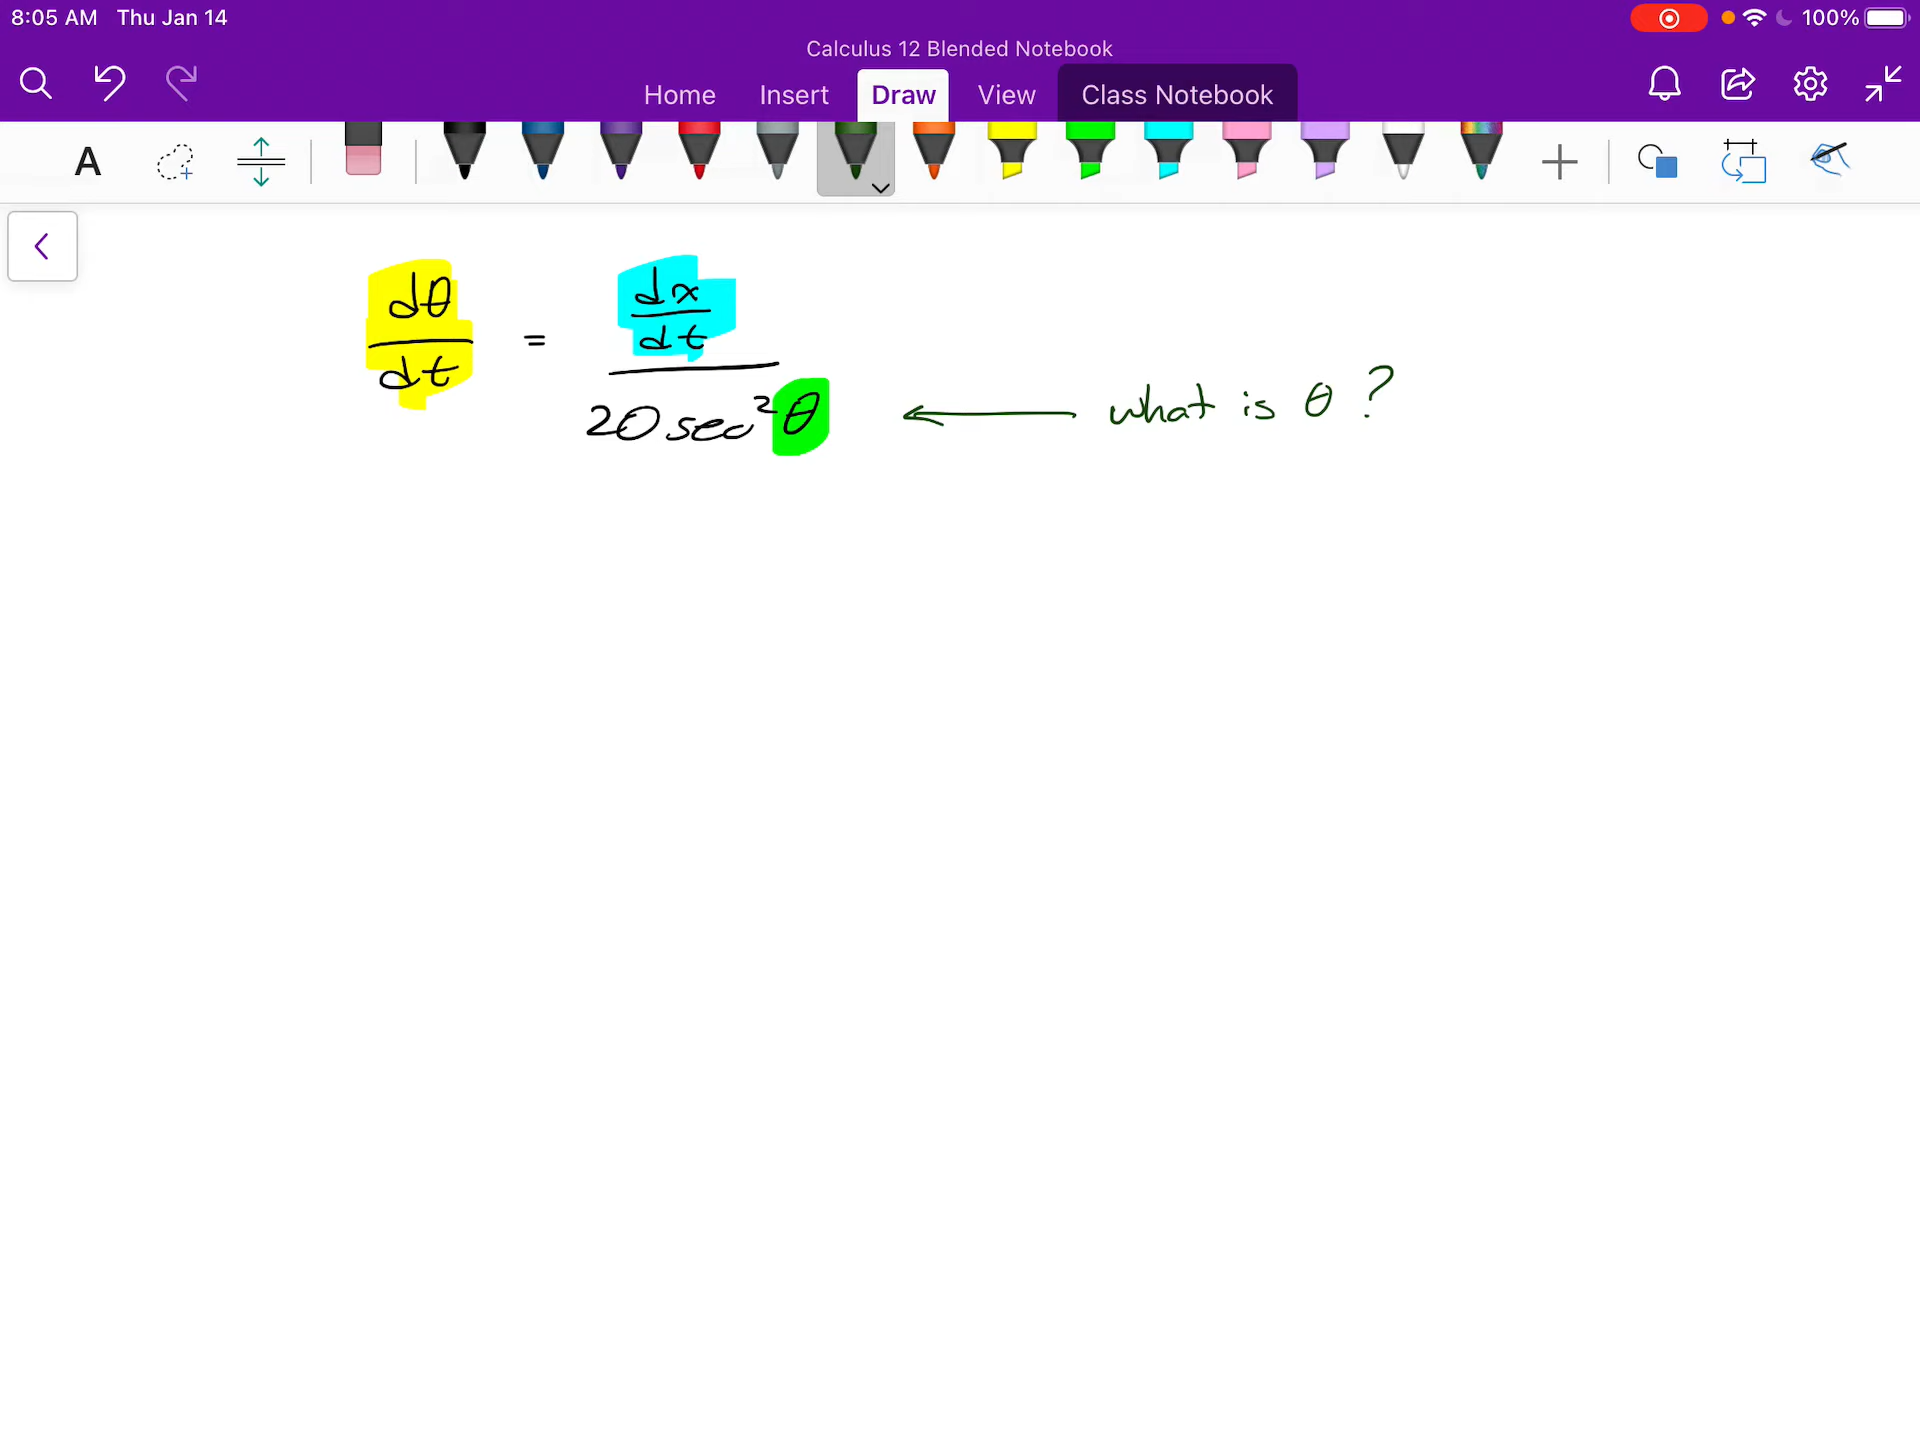 8:05 AM Thu Jan 14 100%
Calculus 12 Blended Notebook
Home Insert Draw View Class Notebook
A
dθ/dt = (dx/dt)/(20 sec²θ) ← what is θ ?